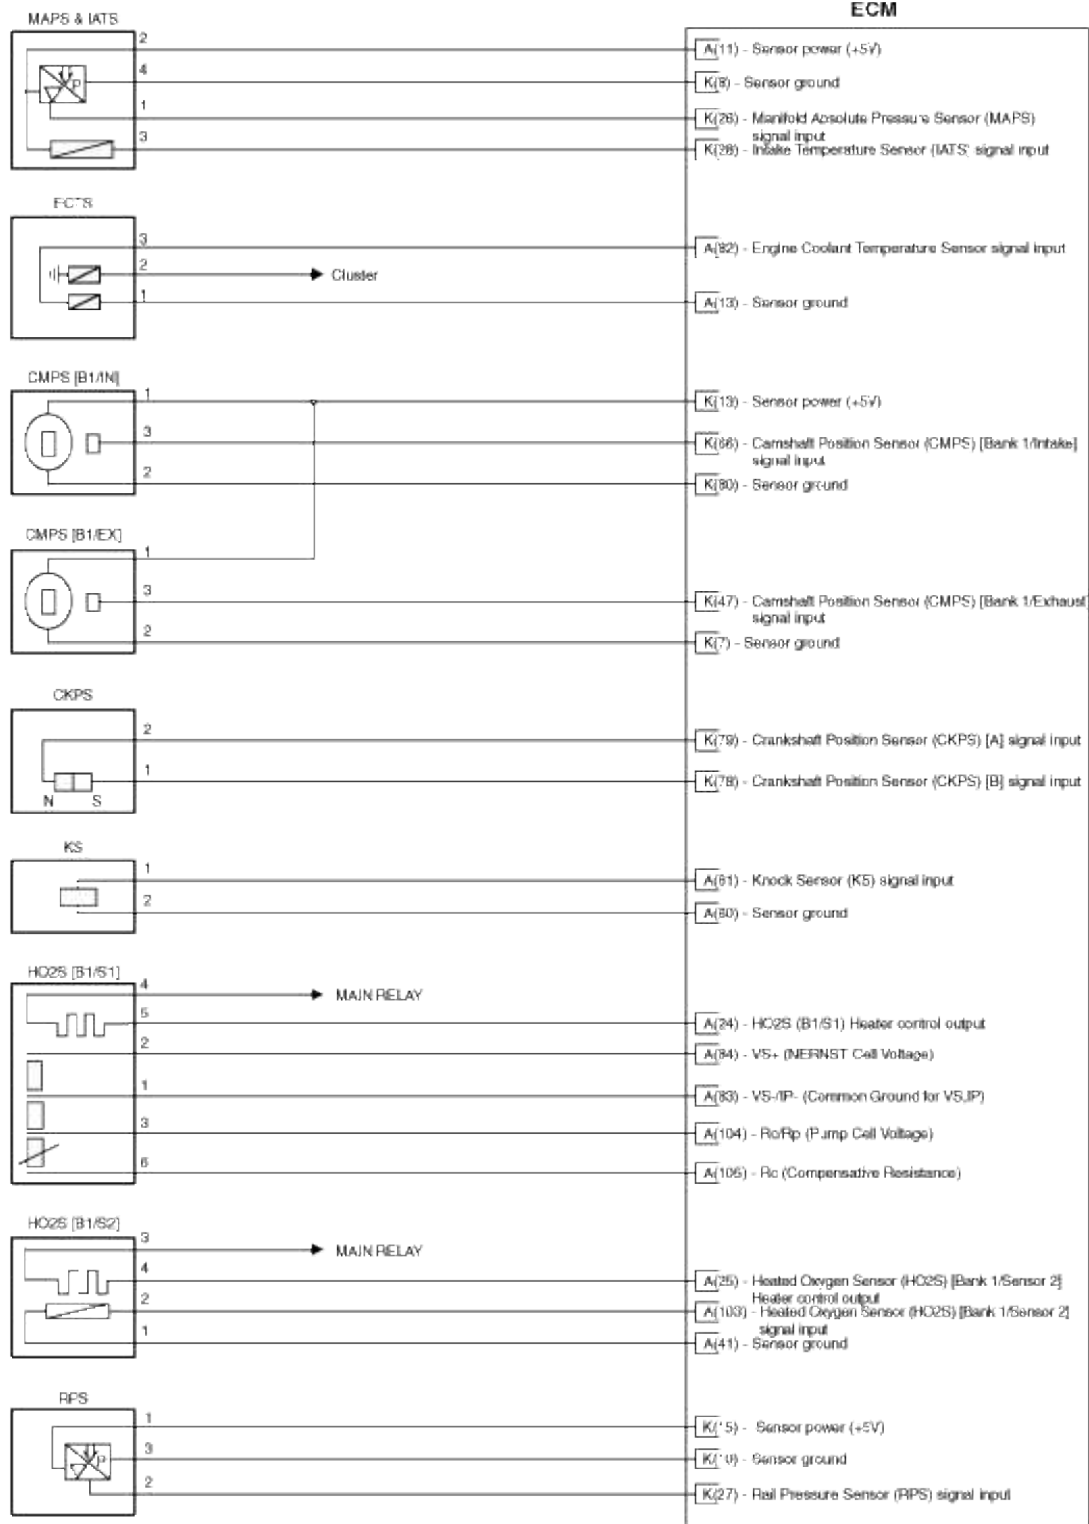 ECM
MAPS & IATS
2
A(11) - Sensor power (+5V)
4
K(8) - Sensor ground
1
K(26) - Manifold Absolute Pressure Sensor (MAPS)
signal input
3
K(28) - Intake Temperature Sensor (IATS) signal input
P
ECTS
3
A(82) - Engine Coolant Temperature Sensor signal input
2
Cluster
1
A(13) - Sensor ground
CMPS [B1/IN]
1
K(13) - Sensor power (+5V)
3
K(66) - Camshaft Position Sensor (CMPS) [Bank 1/Intake]
signal input
2
K(80) - Sensor ground
CMPS [B1/EX]
1
3
K(47) - Camshaft Position Sensor (CMPS) [Bank 1/Exhaust]
signal input
2
K(7) - Sensor ground
CKPS
2
K(79) - Crankshaft Position Sensor (CKPS) [A] signal input
1
K(78) - Crankshaft Position Sensor (CKPS) [B] signal input
N S
KS
1
A(61) - Knock Sensor (KS) signal input
2
A(60) - Sensor ground
HO2S [B1/S1]
4
MAIN RELAY
5
A(24) - HO2S (B1/S1) Heater control output
2
A(84) - VS+ (NERNST Cell Voltage)
1
A(83) - VS-/IP- (Common Ground for VS,IP)
3
A(104) - Rc/Rp (Pump Cell Voltage)
6
A(105) - Rc (Compensative Resistance)
HO2S [B1/S2]
3
MAIN RELAY
4
A(25) - Heated Oxygen Sensor (HO2S) [Bank 1/Sensor 2]
Heater control output
2
A(103) - Heated Oxygen Sensor (HO2S) [Bank 1/Sensor 2]
signal input
1
A(41) - Sensor ground
RPS
1
K(15) - Sensor power (+5V)
3
K(10) - Sensor ground
P
2
K(27) - Rail Pressure Sensor (RPS) signal input